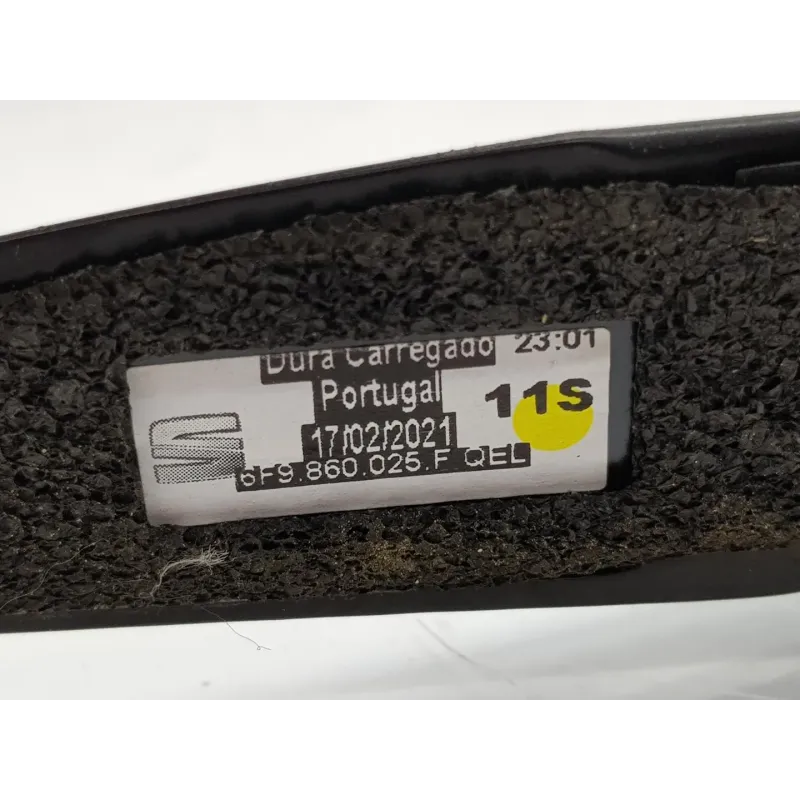 Dura Carregado 23:01
Portugal 11S
17/02/2021
6F9.860.025.F QEL